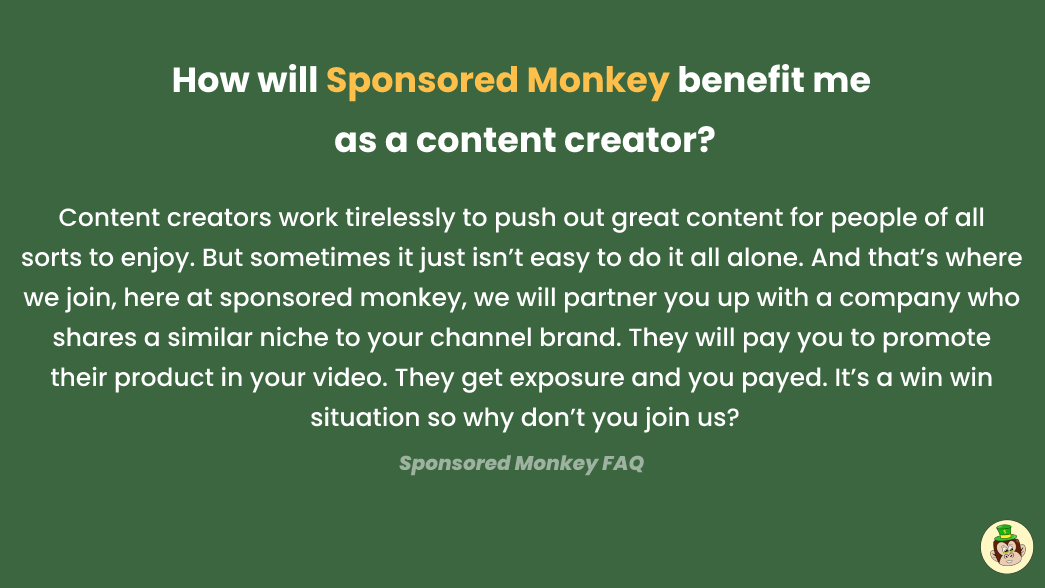 How will Sponsored Monkey benefit me
as a content creator?
Content creators work tirelessly to push out great content for people of all
sorts to enjoy. But sometimes it just isn’t easy to do it all alone. And that’s where
we join, here at sponsored monkey, we will partner you up with a company who
shares a similar niche to your channel brand. They will pay you to promote
their product in your video. They get exposure and you payed. It’s a win win
situation so why don’t you join us?
Sponsored Monkey FAQ